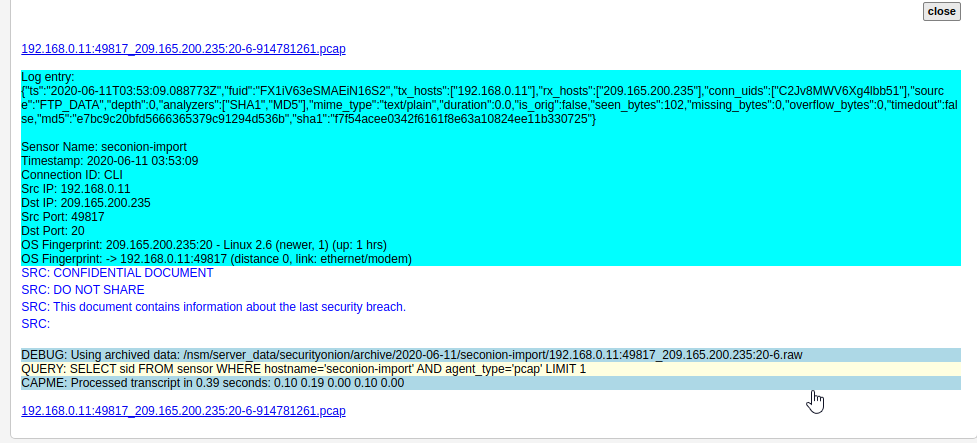 close
192.168.0.11:49817_209.165.200.235:20-6-914781261.pcap
Log entry:
{"ts":"2020-06-11T03:53:09.088773Z","fuid":"FX1iV63eSMAEiN16S2","tx_hosts":["192.168.0.11"],"rx_hosts":["209.165.200.235"],"conn_uids":["C2Jv8MWV6Xg4lbb51"],"sourc
e":"FTP_DATA","depth":0,"analyzers":["SHA1","MD5"],"mime_type":"text/plain","duration":0.0,"is_orig":false,"seen_bytes":102,"missing_bytes":0,"overflow_bytes":0,"timedout":fal
se,"md5":"e7bc9c20bfd5666365379c91294d536b","sha1":"f7f54acee0342f6161f8e63a10824ee11b330725"}
Sensor Name: seconion-import
Timestamp: 2020-06-11 03:53:09
Connection ID: CLI
Src IP: 192.168.0.11
Dst IP: 209.165.200.235
Src Port: 49817
Dst Port: 20
OS Fingerprint: 209.165.200.235:20 - Linux 2.6 (newer, 1) (up: 1 hrs)
OS Fingerprint: -> 192.168.0.11:49817 (distance 0, link: ethernet/modem)
SRC: CONFIDENTIAL DOCUMENT
SRC: DO NOT SHARE
SRC: This document contains information about the last security breach.
SRC:
DEBUG: Using archived data: /nsm/server_data/securityonion/archive/2020-06-11/seconion-import/192.168.0.11:49817_209.165.200.235:20-6.raw
QUERY: SELECT sid FROM sensor WHERE hostname='seconion-import' AND agent_type='pcap' LIMIT 1
CAPME: Processed transcript in 0.39 seconds: 0.10 0.19 0.00 0.10 0.00
192.168.0.11:49817_209.165.200.235:20-6-914781261.pcap